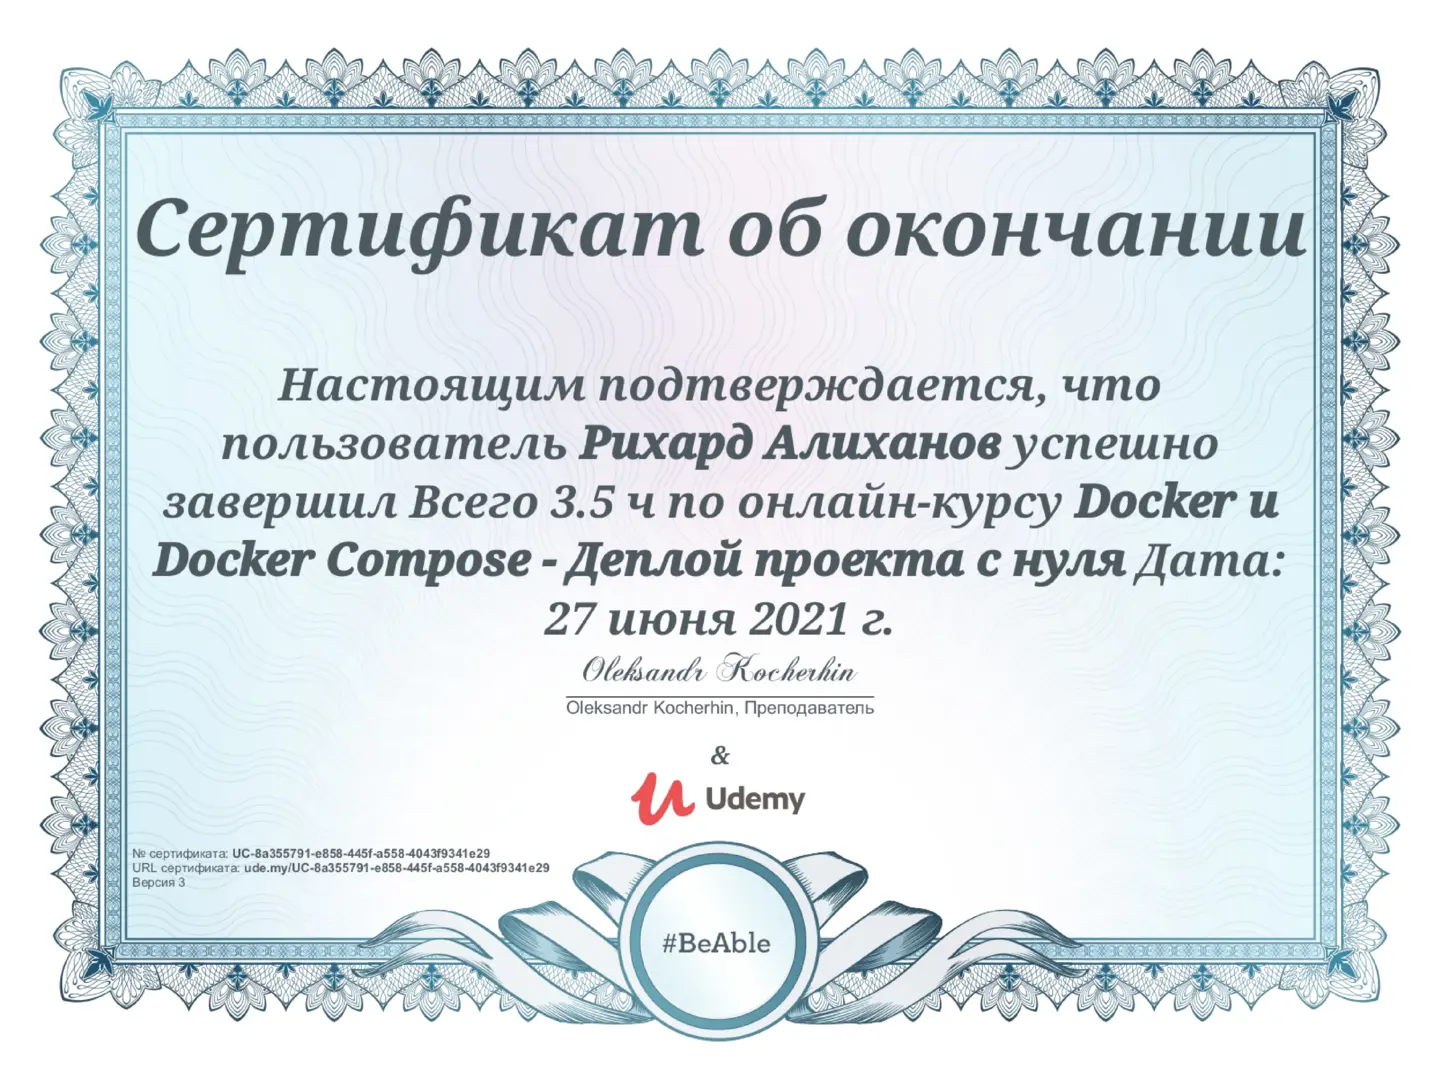 Сертификат об окончании
Настоящим подтверждается, что
пользователь Рихард Алиханов успешно
завершил Всего 3.5 ч по онлайн-курсу Docker и
Docker Compose - Деплой проекта с нуля Дата:
27 июня 2021 г.
Oleksandr Kocherhin
Oleksandr Kocherhin, Преподаватель
&
Udemy
№ сертификата: UC-8a355791-e858-445f-a558-4043f9341e29
URL сертификата: ude.my/UC-8a355791-e858-445f-a558-4043f9341e29
Версия 3
#BeAble